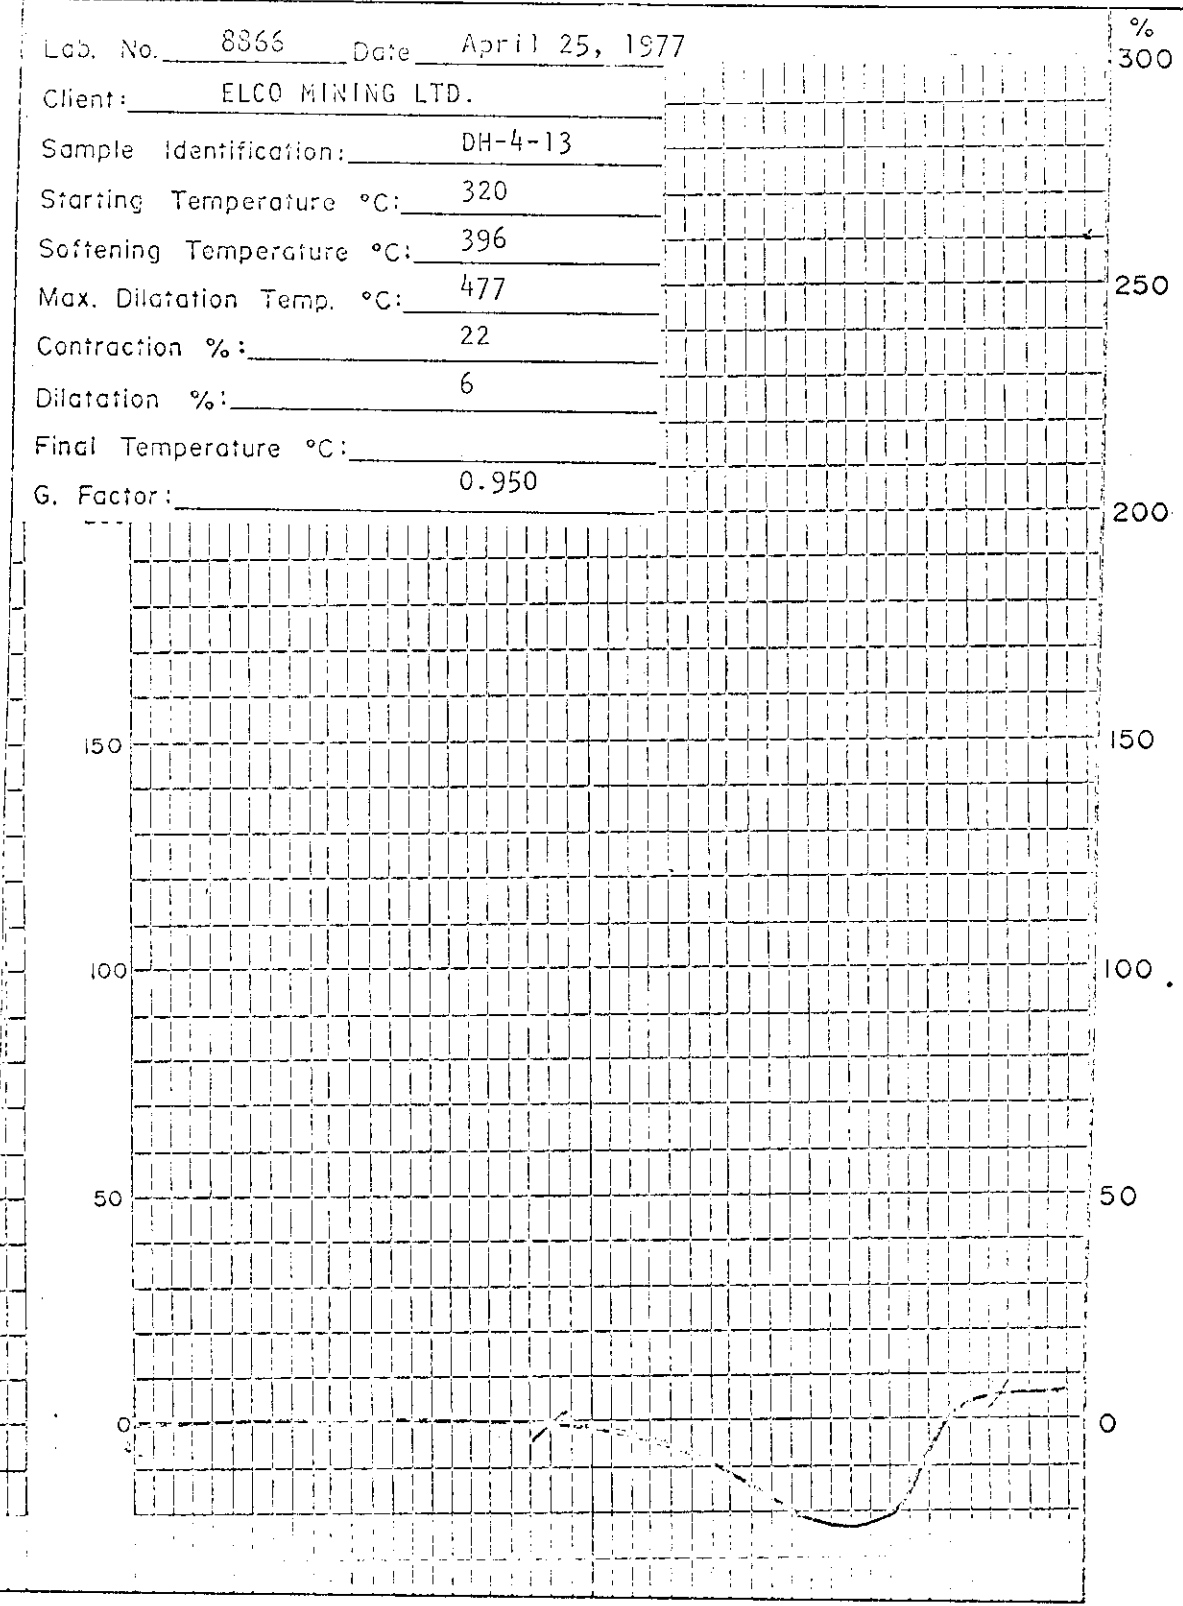 Lab. No. 8866 Date April 25, 1977
Client: ELCO MINING LTD.
Sample Identification: DH-4-13
Starting Temperature °C: 320
Softening Temperature °C: 396
Max. Dilatation Temp. °C: 477
Contraction %: 22
Dilatation %: 6
Final Temperature °C:
G. Factor: 0.950
%
300
250
200
150 150
100 100
50 50
0 0